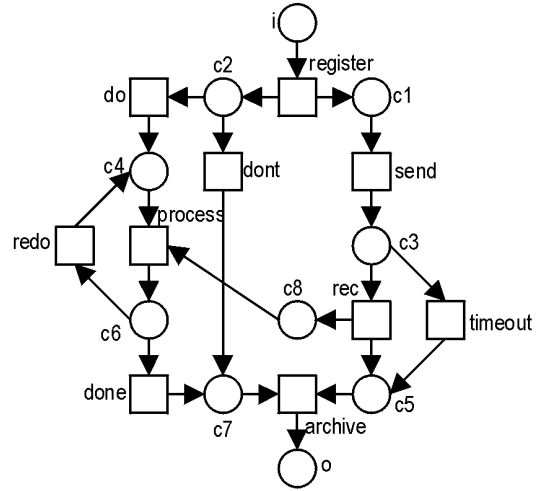 i
c2
register
do
c1
c4
dont
send
process
redo
c3
c8
rec
c6
timeout
done
c5
c7
archive
o